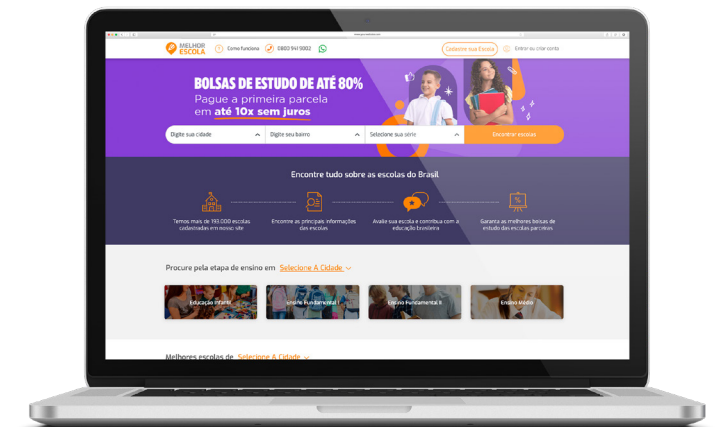 MELHOR
ESCOLA
Como funciona
0800 941 5002
Cadastre sua Escola
Entrar ou criar conta
BOLSAS DE ESTUDO DE ATÉ 80%
Pague a primeira parcela
em até 10x sem juros
Digite sua cidade
Digite seu bairro
Selecione sua série
Encontrar escolas
Encontre tudo sobre as escolas do Brasil
Temos mais de 193.000 escolas
cadastradas em nosso site
Encontre as principais informações
das escolas
Avalie sua escola e contribua com a
educação brasileira
Garanta as melhores bolsas de
estudo das escolas parceiras
Procure pela etapa de ensino em Selecione A Cidade
Educação Infantil
Ensino Fundamental I
Ensino Fundamental II
Ensino Médio
Melhores escolas de Selecione A Cidade